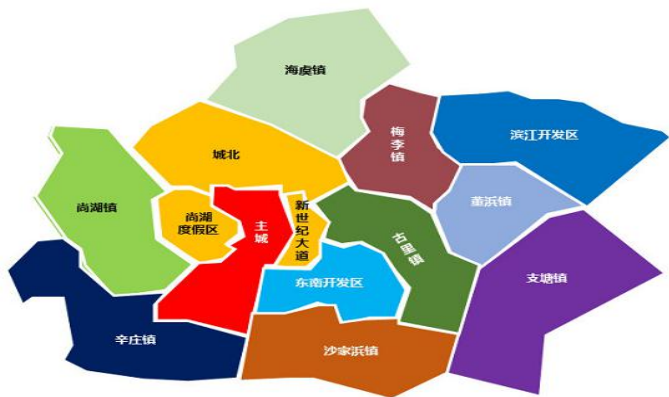 海虞镇
梅李镇
滨江开发区
城北
董浜镇
尚湖镇
尚湖
度假区
主城
新世纪大道
古里镇
支塘镇
东南开发区
辛庄镇
沙家浜镇